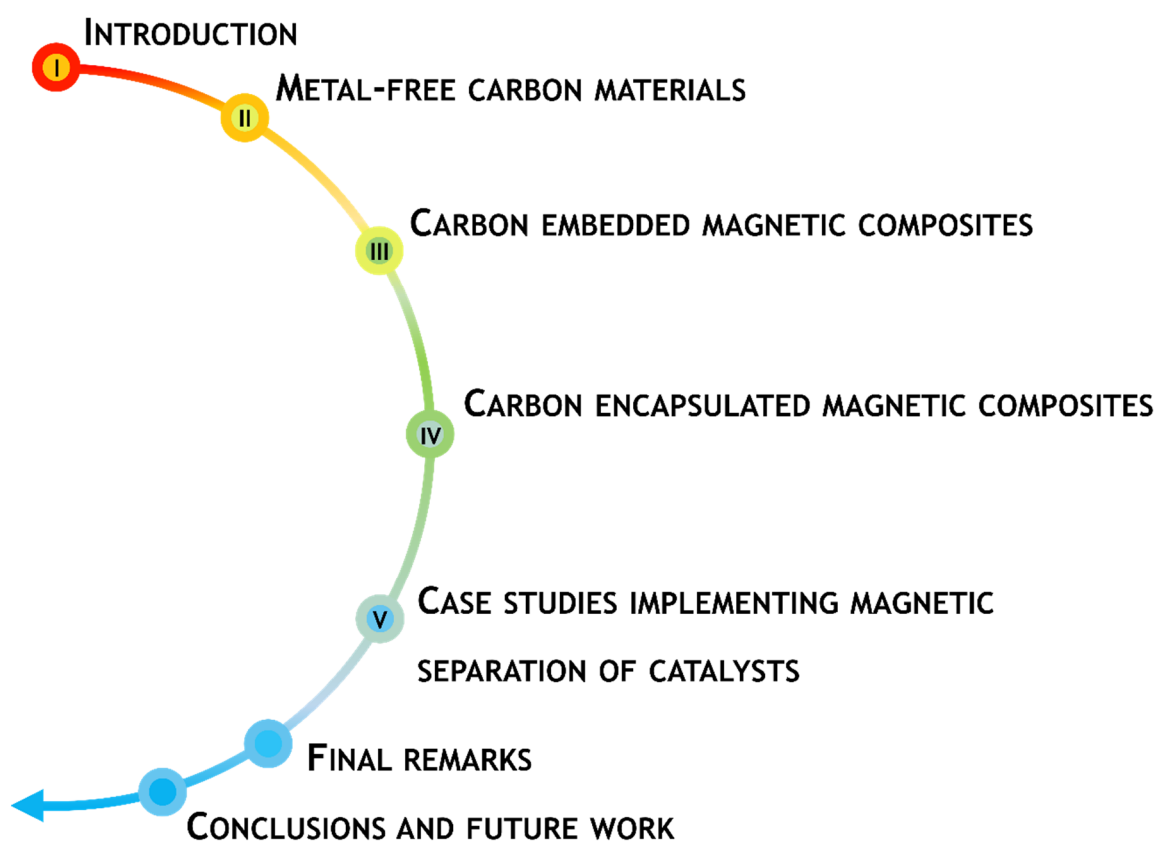 I
INTRODUCTION
II
METAL-FREE CARBON MATERIALS
III
CARBON EMBEDDED MAGNETIC COMPOSITES
IV
CARBON ENCAPSULATED MAGNETIC COMPOSITES
V
CASE STUDIES IMPLEMENTING MAGNETIC
SEPARATION OF CATALYSTS
FINAL REMARKS
CONCLUSIONS AND FUTURE WORK